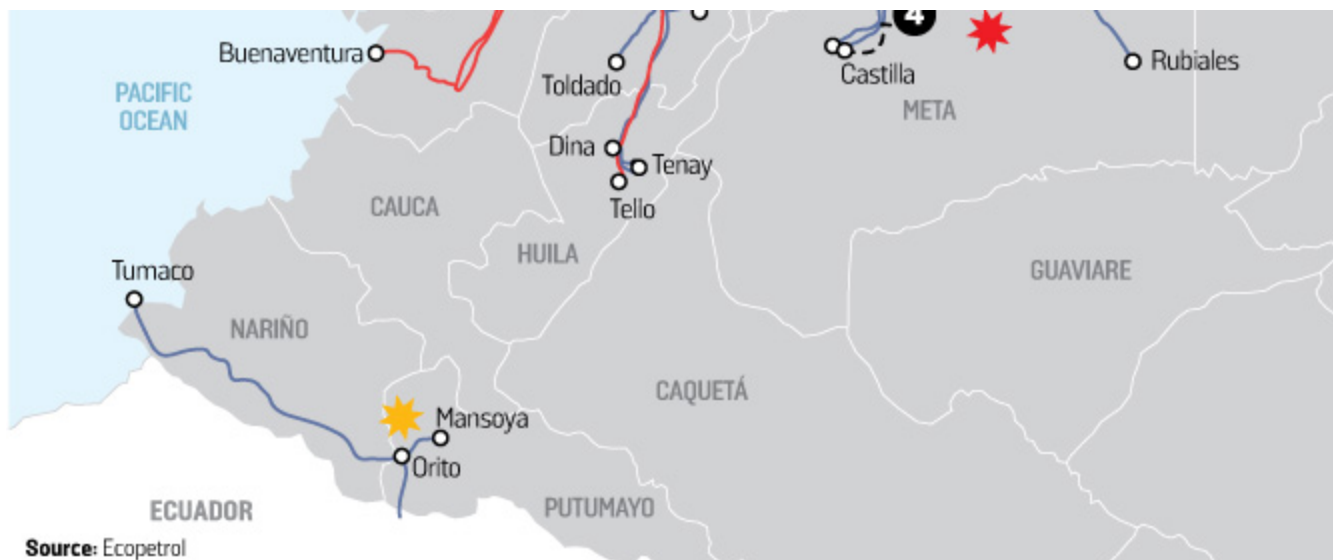 4
Buenaventura
Rubiales
Castilla
Toldado
PACIFIC
OCEAN
META
Dina
Tenay
CAUCA
Tello
HUILA
GUAVIARE
Tumaco
NARIÑO
CAQUETÁ
Mansoya
Orito
ECUADOR
PUTUMAYO
Source: Ecopetrol